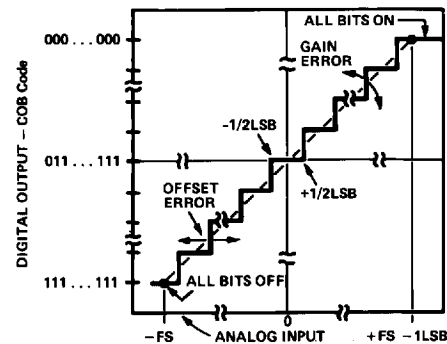 ALL BITS ON
000 . . . 000
GAIN
ERROR
–1/2LSB
011 . . . 111
+1/2LSB
OFFSET
ERROR
111 . . . 111
ALL BITS OFF
–FS
ANALOG INPUT
0
+FS –1LSB
DIGITAL OUTPUT – COB Code